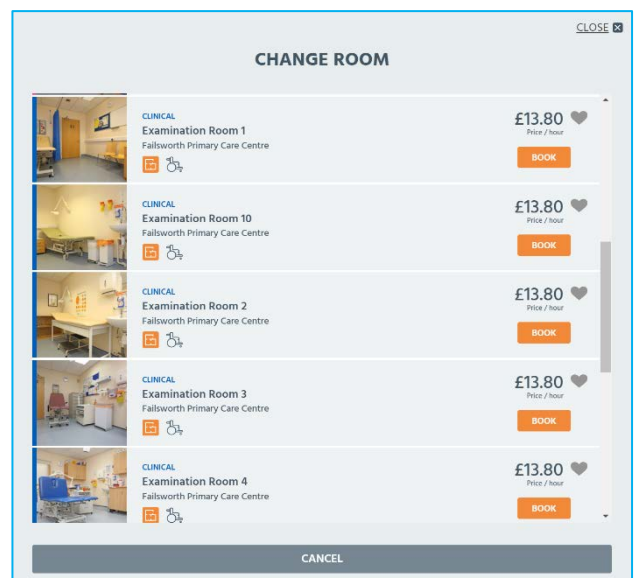 CLOSE
CHANGE ROOM
CLINICAL
Examination Room 1
Failsworth Primary Care Centre
£13.80
Price / hour
BOOK
CLINICAL
Examination Room 10
Failsworth Primary Care Centre
£13.80
Price / hour
BOOK
CLINICAL
Examination Room 2
Failsworth Primary Care Centre
£13.80
Price / hour
BOOK
CLINICAL
Examination Room 3
Failsworth Primary Care Centre
£13.80
Price / hour
BOOK
CLINICAL
Examination Room 4
Failsworth Primary Care Centre
£13.80
Price / hour
BOOK
CANCEL